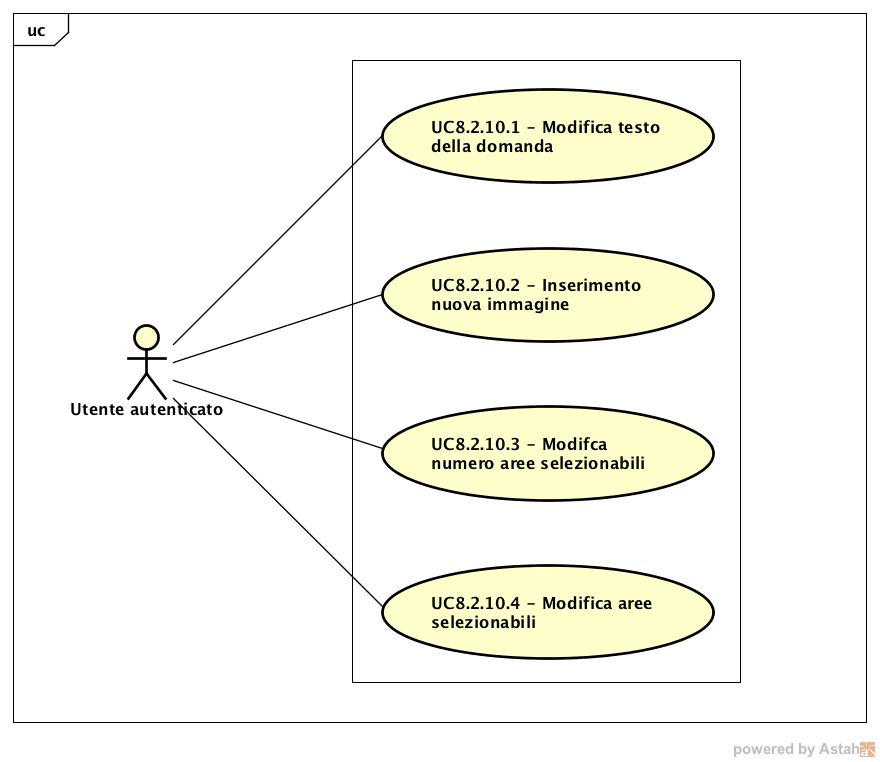 uc
UC8.2.10.1 - Modifica testo
della domanda
UC8.2.10.2 - Inserimento
nuova immagine
Utente autenticato
UC8.2.10.3 - Modifca
numero aree selezionabili
UC8.2.10.4 - Modifica aree
selezionabili
powered by Astah